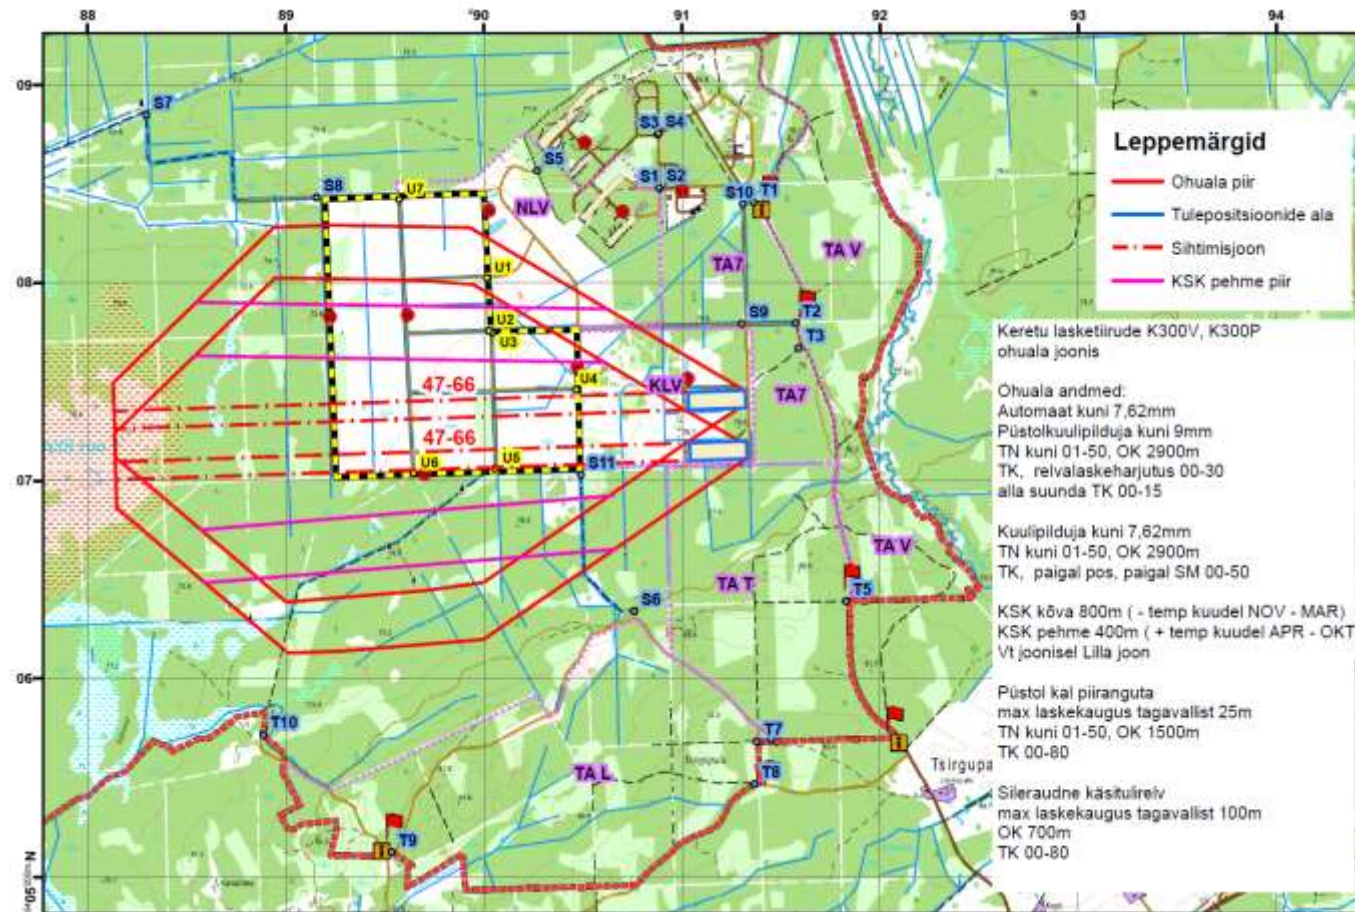 88 89 °90 91 92 93 94
09
S7
S3 S4
S5
S1 S2
S8
U7
S10 T1
NLV
TA V
08
U1
TA7
U2
S9
T2
U3
T3
47-66
KLV
U4
TA7
47-66
U6
U5
S11
07
TA V
TA T
S6
T5
06
T10
T7
T8
TA L
Tsirgupa
T9
05
N
Leppemärgid
Ohuala piir
Tulepositsioonide ala
Sihtimisjoon
KSK pehme piir
Keretu lasketiirude K300V, K300P
ohuala joonis
Ohuala andmed:
Automaat kuni 7,62mm
Püstolkuulipilduja kuni 9mm
TN kuni 01-50, OK 2900m
TK, relvalaskeharjutus 00-30
alla suunda TK 00-15
Kuulipilduja kuni 7,62mm
TN kuni 01-50, OK 2900m
TK, paigal pos, paigal SM 00-50
KSK kõva 800m ( - temp kuudel NOV - MAR)
KSK pehme 400m ( + temp kuudel APR - OKT
Vt joonisel Lilla joon
Püstol kal piiranguta
max laskekaugus tagavallist 25m
TN kuni 01-50, OK 1500m
TK 00-80
Sileraudne käsitulirelv
max laskekaugus tagavallist 100m
OK 700m
TK 00-80